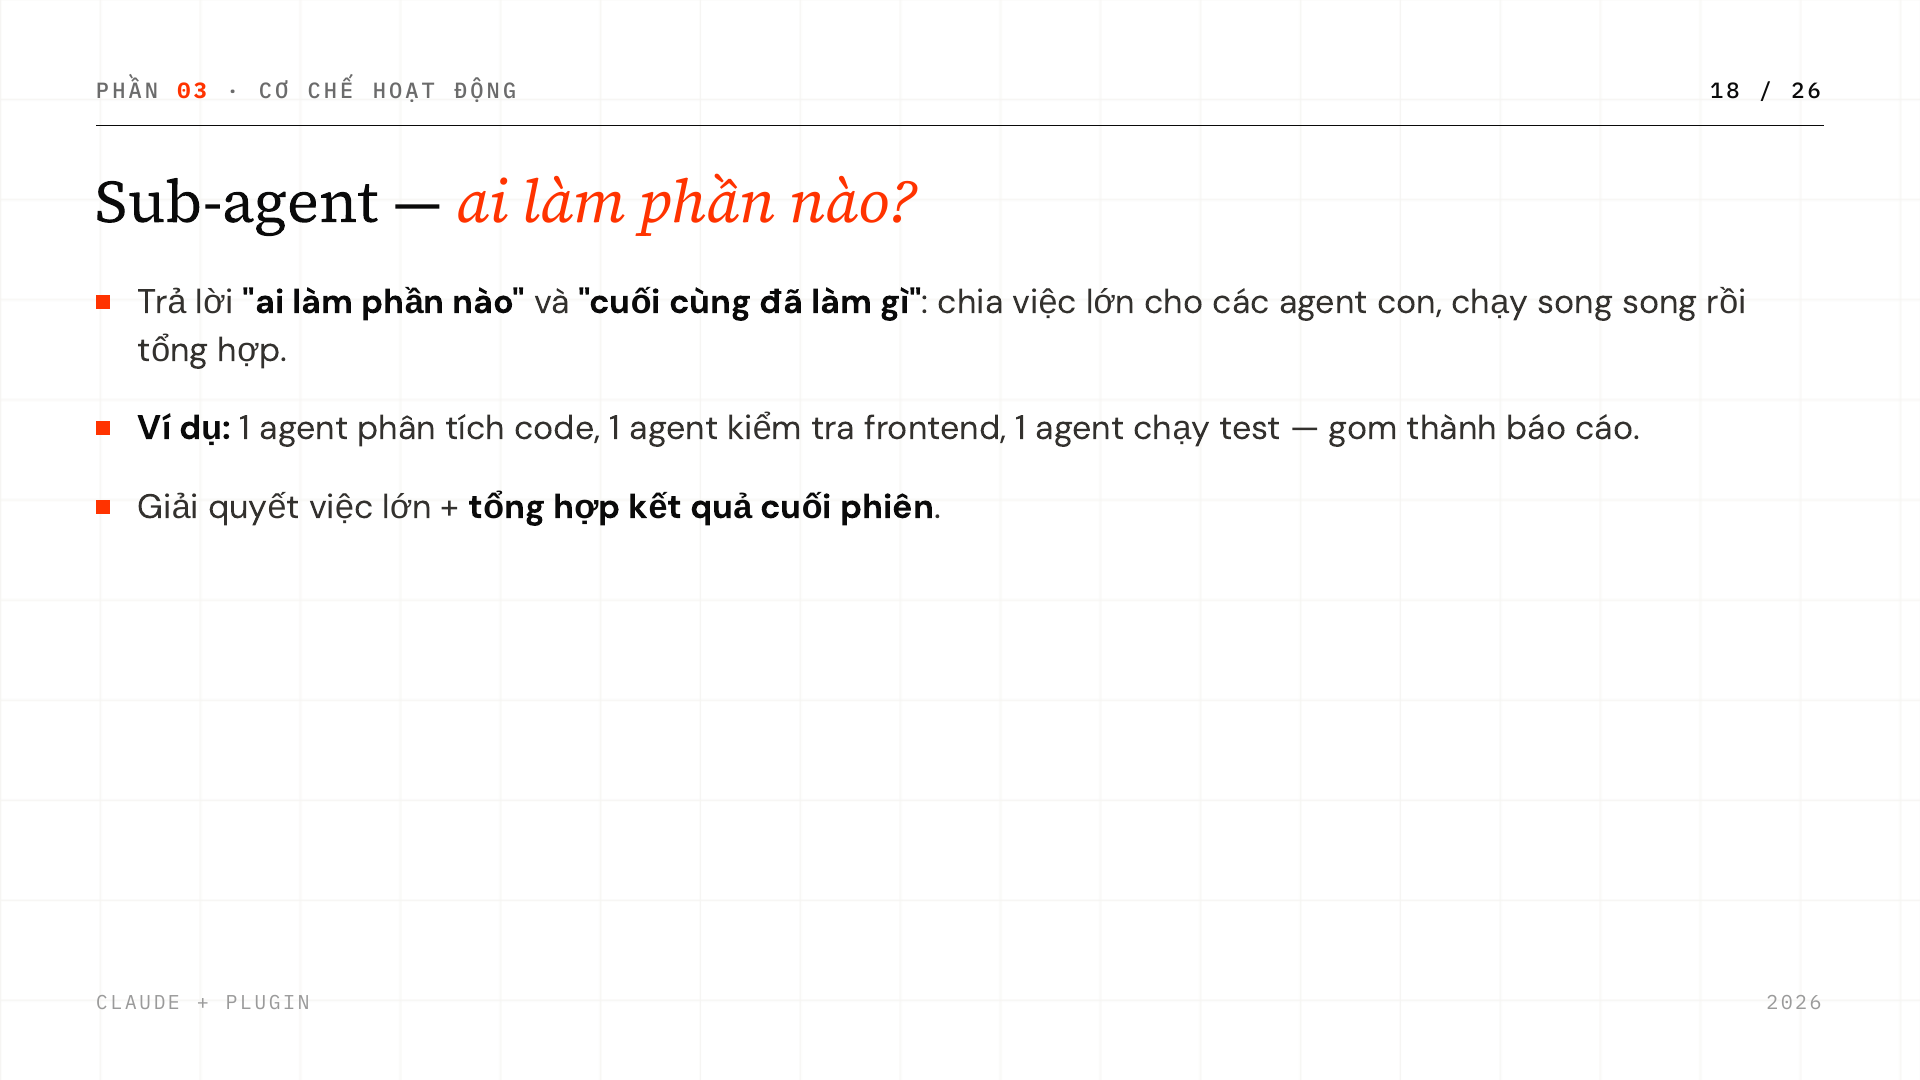 PHẦN 03 · CƠ CHẾ HOẠT ĐỘNG
18 / 26
Sub-agent — ai làm phần nào?
Trả lời "ai làm phần nào" và "cuối cùng đã làm gì": chia việc lớn cho các agent con, chạy song song rồi
tổng hợp.
Ví dụ: 1 agent phân tích code, 1 agent kiểm tra frontend, 1 agent chạy test — gom thành báo cáo.
Giải quyết việc lớn + tổng hợp kết quả cuối phiên.
CLAUDE + PLUGIN
2026